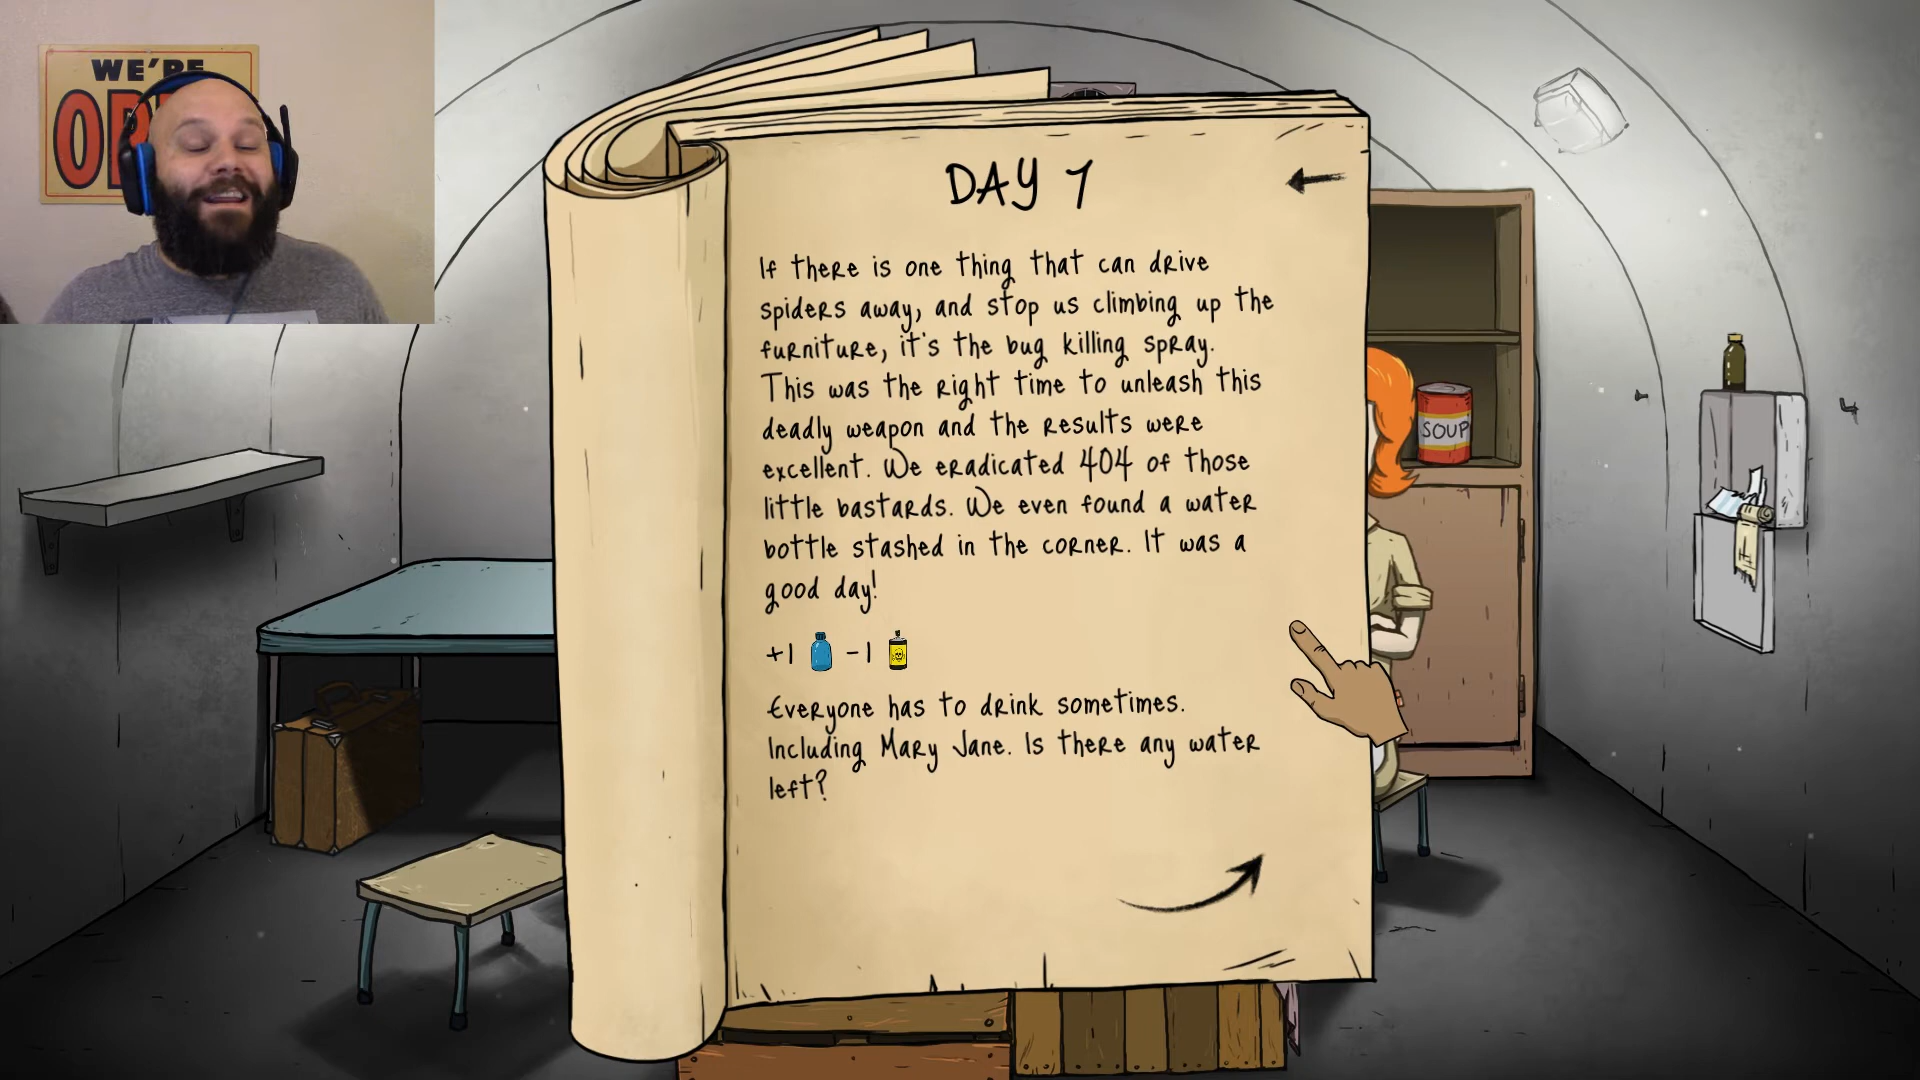 WE'RE
DAY 7
If there is one thing that can drive
spiders away, and stop us climbing up the
furniture, it's the bug killing spray.
This was the right time to unleash this
deadly weapon and the results were
excellent. We eradicated 404 of those
little bastards. We even found a water
bottle stashed in the corner. It was a
good day!
+1 -1
Everyone has to drink sometimes.
Including Mary Jane. Is there any water
left?
SOUP